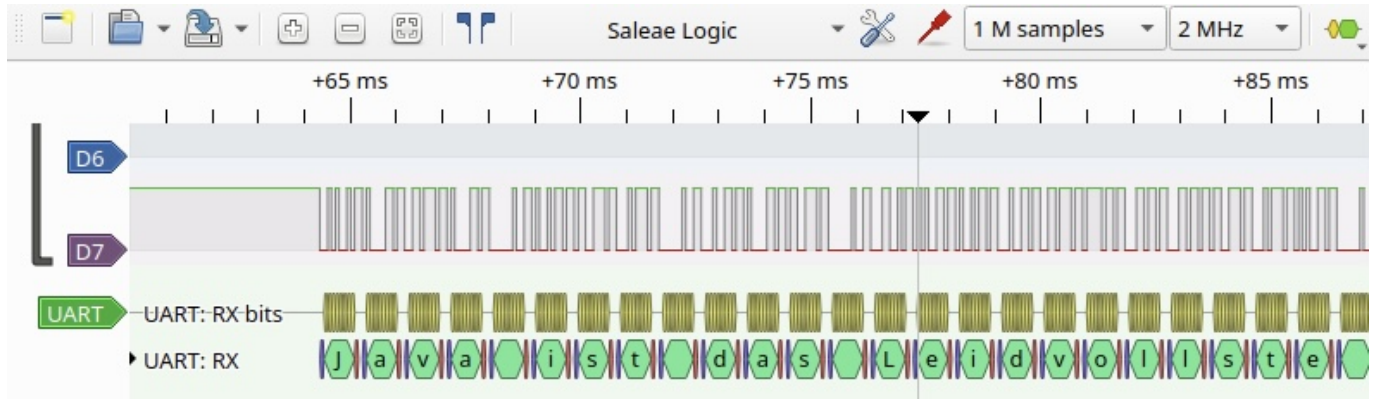 Saleae Logic 1 M samples 2 MHz
+65 ms +70 ms +75 ms +80 ms +85 ms
D6
D7
UART UART: RX bits
UART: RX J a v a i s t d a s L e i d v o l l s t e